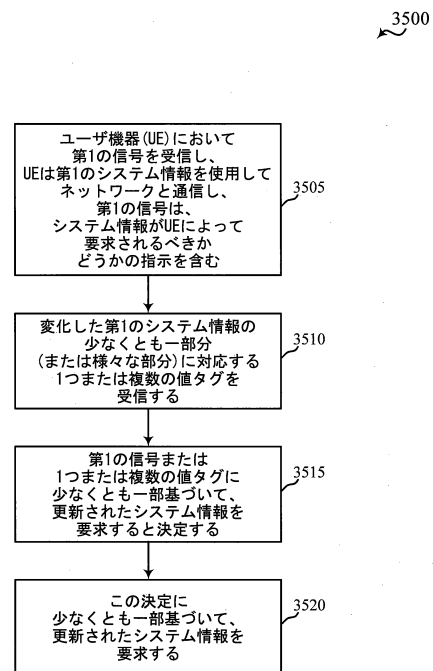 3500
ユーザ機器(UE)において
第1の信号を受信し、
UEは第1のシステム情報を使用して
ネットワークと通信し、
第1の信号は、
システム情報がUEによって
要求されるべきか
どうかの指示を含む
3505
変化した第1のシステム情報の
少なくとも一部分
(または様々な部分)に対応する
1つまたは複数の値タグを
受信する
3510
第1の信号または
1つまたは複数の値タグに
少なくとも一部基づいて、
更新されたシステム情報を
要求すると決定する
3515
この決定に
少なくとも一部基づいて、
更新されたシステム情報を
要求する
3520